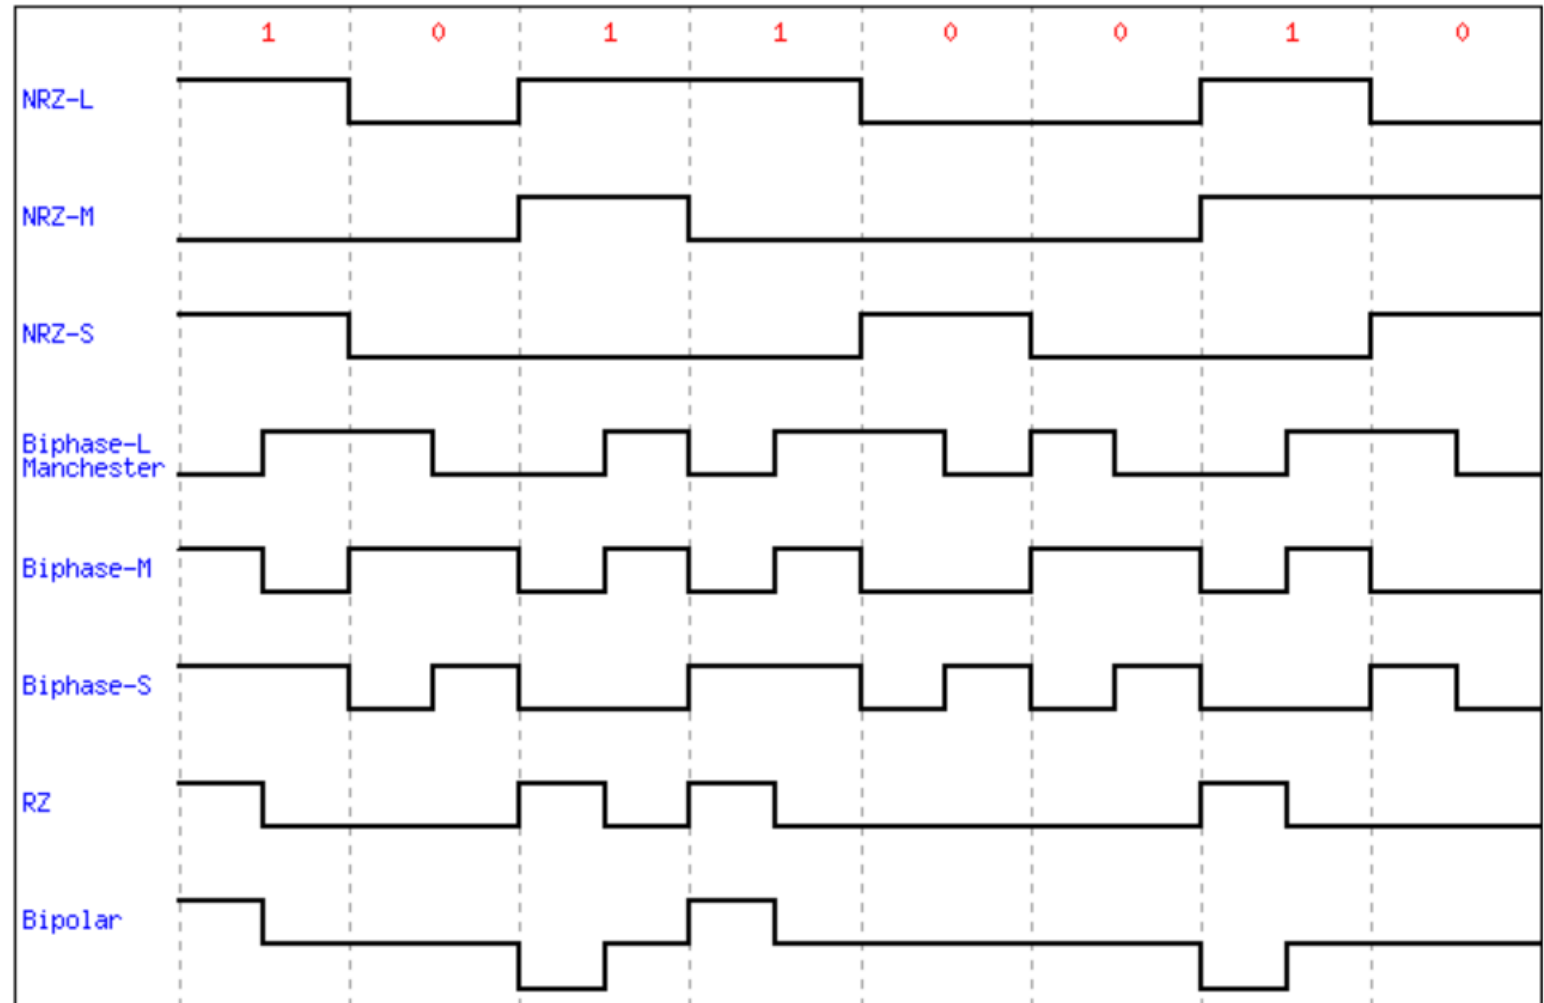 1 0 1 1 0 0 1 0
NRZ-L
NRZ-M
NRZ-S
Biphase-L
Manchester
Biphase-M
Biphase-S
RZ
Bipolar